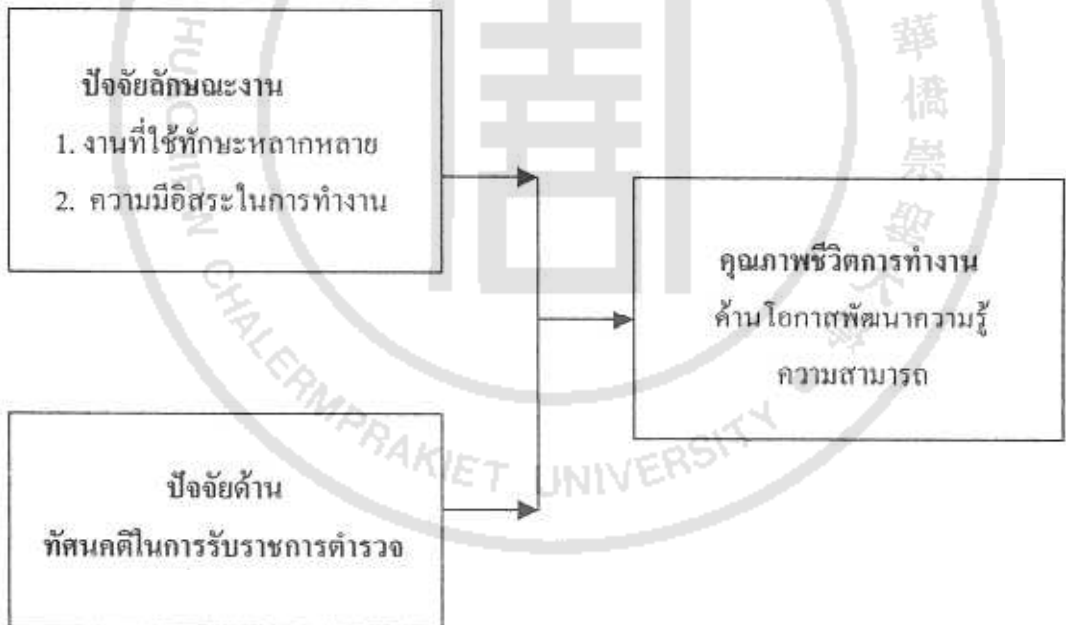 ปัจจัยลักษณะงาน
1. งานที่ใช้ทักษะหลากหลาย
2. ความมีอิสระในการทำงาน
คุณภาพชีวิตการทำงาน
ด้านโอกาสพัฒนาความรู้
ความสามารถ
ปัจจัยด้าน
ทัศนคติในการรับราชการตำรวจ
CHALERMPRAKIET UNIVERSITY
華僑崇聖大